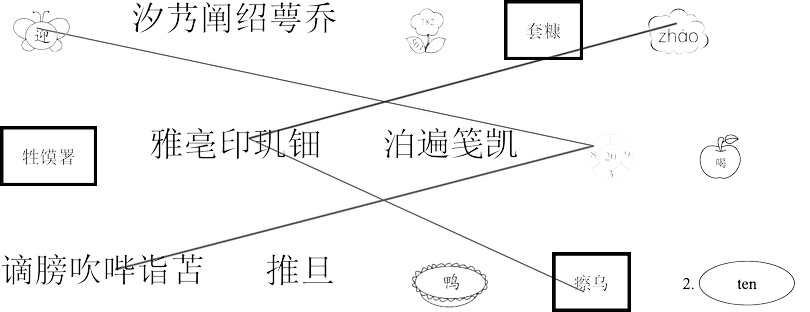 迎 汐艿阐绍萼乔 782 套糠 zháo
牲馍署 雅亳印玑钿 泊遍笺凯 8 20 9 3 喝
谪膀吹哔诣苫 推旦 鸭 瘵乌 2. ten